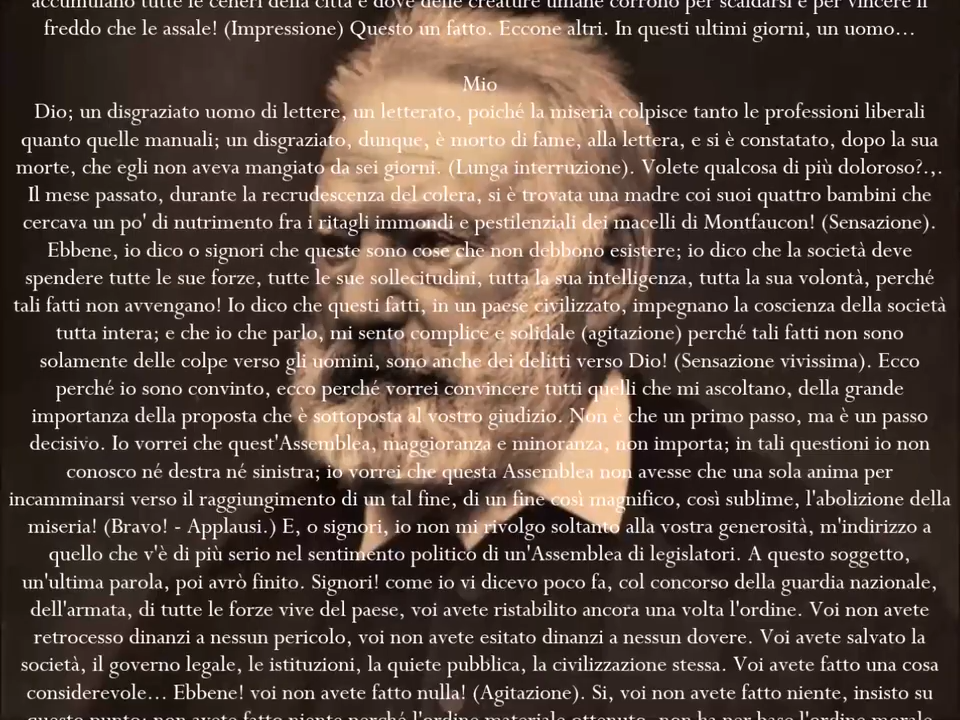 accumulano tutte le ceneri della città e dove delle creature umane corrono per scaldarsi e per vincere il
freddo che le assale! (Impressione) Questo un fatto. Eccone altri. In questi ultimi giorni, un uomo…
Mio
Dio; un disgraziato uomo di lettere, un letterato, poiché la miseria colpisce tanto le professioni liberali
quanto quelle manuali; un disgraziato, dunque, è morto di fame, alla lettera, e si è constatato, dopo la sua
morte, che egli non aveva mangiato da sei giorni. (Lunga interruzione). Volete qualcosa di più doloroso?.,.
Il mese passato, durante la recrudescenza del colera, si è trovata una madre coi suoi quattro bambini che
cercava un po' di nutrimento fra i ritagli immondi e pestilenziali dei macelli di Montfaucon! (Sensazione).
Ebbene, io dico o signori che queste sono cose che non debbono esistere; io dico che la società deve
spendere tutte le sue forze, tutte le sue sollecitudini, tutta la sua intelligenza, tutta la sua volontà, perché
tali fatti non avvengano! Io dico che questi fatti, in un paese civilizzato, impegnano la coscienza della società
tutta intera; e che io che parlo, mi sento complice e solidale (agitazione) perché tali fatti non sono
solamente delle colpe verso gli uomini, sono anche dei delitti verso Dio! (Sensazione vivissima). Ecco
perché io sono convinto, ecco perché vorrei convincere tutti quelli che mi ascoltano, della grande
importanza della proposta che è sottoposta al vostro giudizio. Non è che un primo passo, ma è un passo
decisivo. Io vorrei che quest'Assemblea, maggioranza e minoranza, non importa; in tali questioni io non
conosco né destra né sinistra; io vorrei che questa Assemblea non avesse che una sola anima per
incamminarsi verso il raggiungimento di un tal fine, di un fine così magnifico, così sublime, l'abolizione della
miseria! (Bravo! - Applausi.) E, o signori, io non mi rivolgo soltanto alla vostra generosità, m'indirizzo a
quello che v'è di più serio nel sentimento politico di un'Assemblea di legislatori. A questo soggetto,
un'ultima parola, poi avrò finito. Signori! come io vi dicevo poco fa, col concorso della guardia nazionale,
dell'armata, di tutte le forze vive del paese, voi avete ristabilito ancora una volta l'ordine. Voi non avete
retrocesso dinanzi a nessun pericolo, voi non avete esitato dinanzi a nessun dovere. Voi avete salvato la
società, il governo legale, le istituzioni, la quiete pubblica, la civilizzazione stessa. Voi avete fatto una cosa
considerevole… Ebbene! voi non avete fatto nulla! (Agitazione). Si, voi non avete fatto niente, insisto su
questo punto; non avete fatto niente perché l'ordine materiale ottenuto, non ha per base l'ordine morale